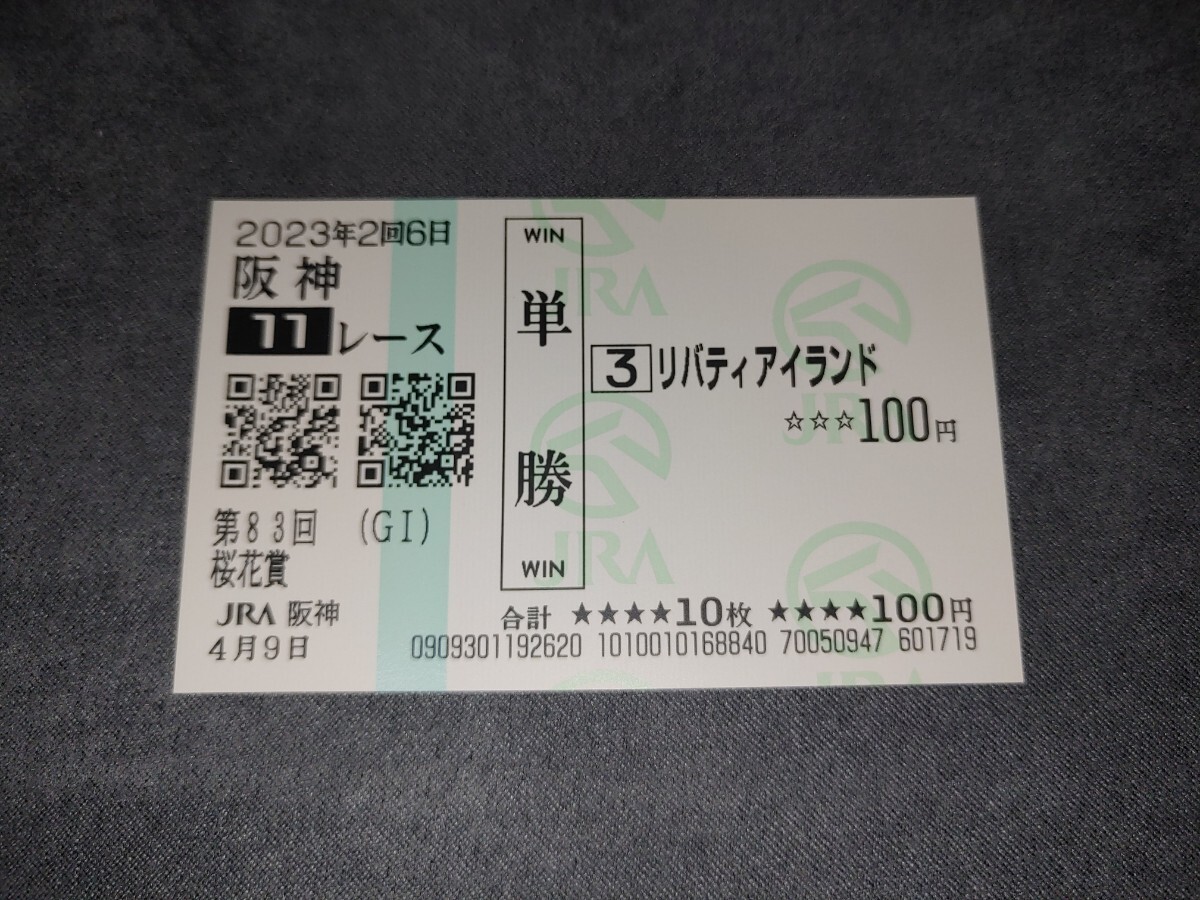 2023年2回6日
阪神
11レース
第83回 (GI)
桜花賞
JRA 阪神
4月9日
WIN
単勝
WIN
3 リバティアイランド
☆☆☆100円
合計 ★★★★10枚 ★★★★100円
0909301192620 1010010168840 70050947 601719
JRA
JRA
JRA